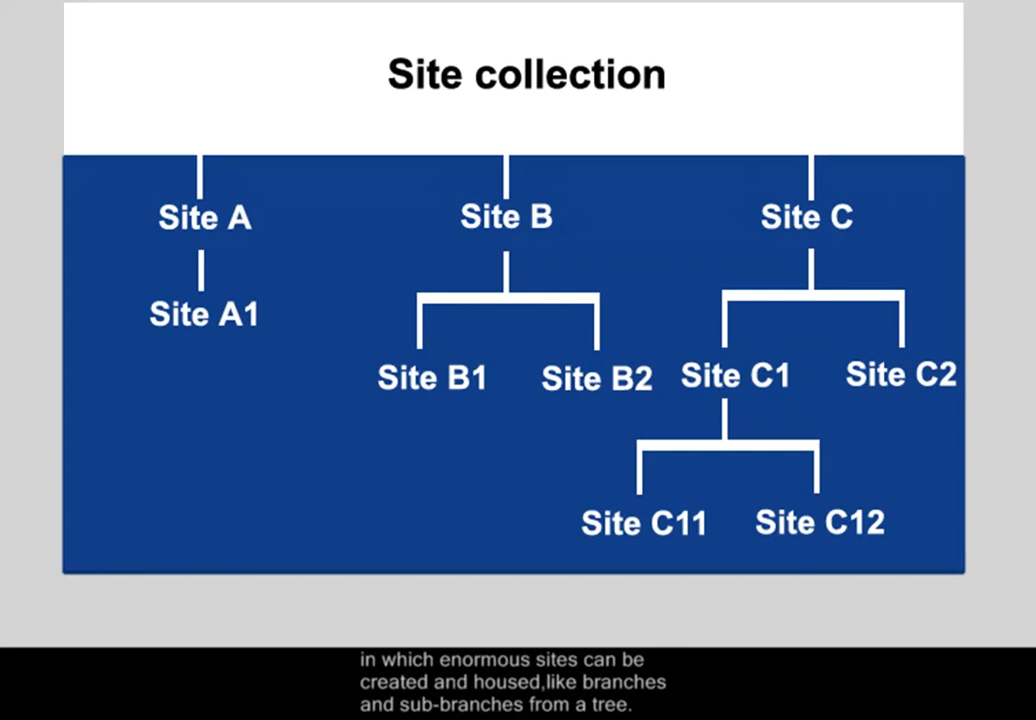 Site collection
Site A
Site B
Site C
Site A1
Site B1
Site B2
Site C1
Site C2
Site C11
Site C12
in which enormous sites can be
created and housed,like branches
and sub-branches from a tree.